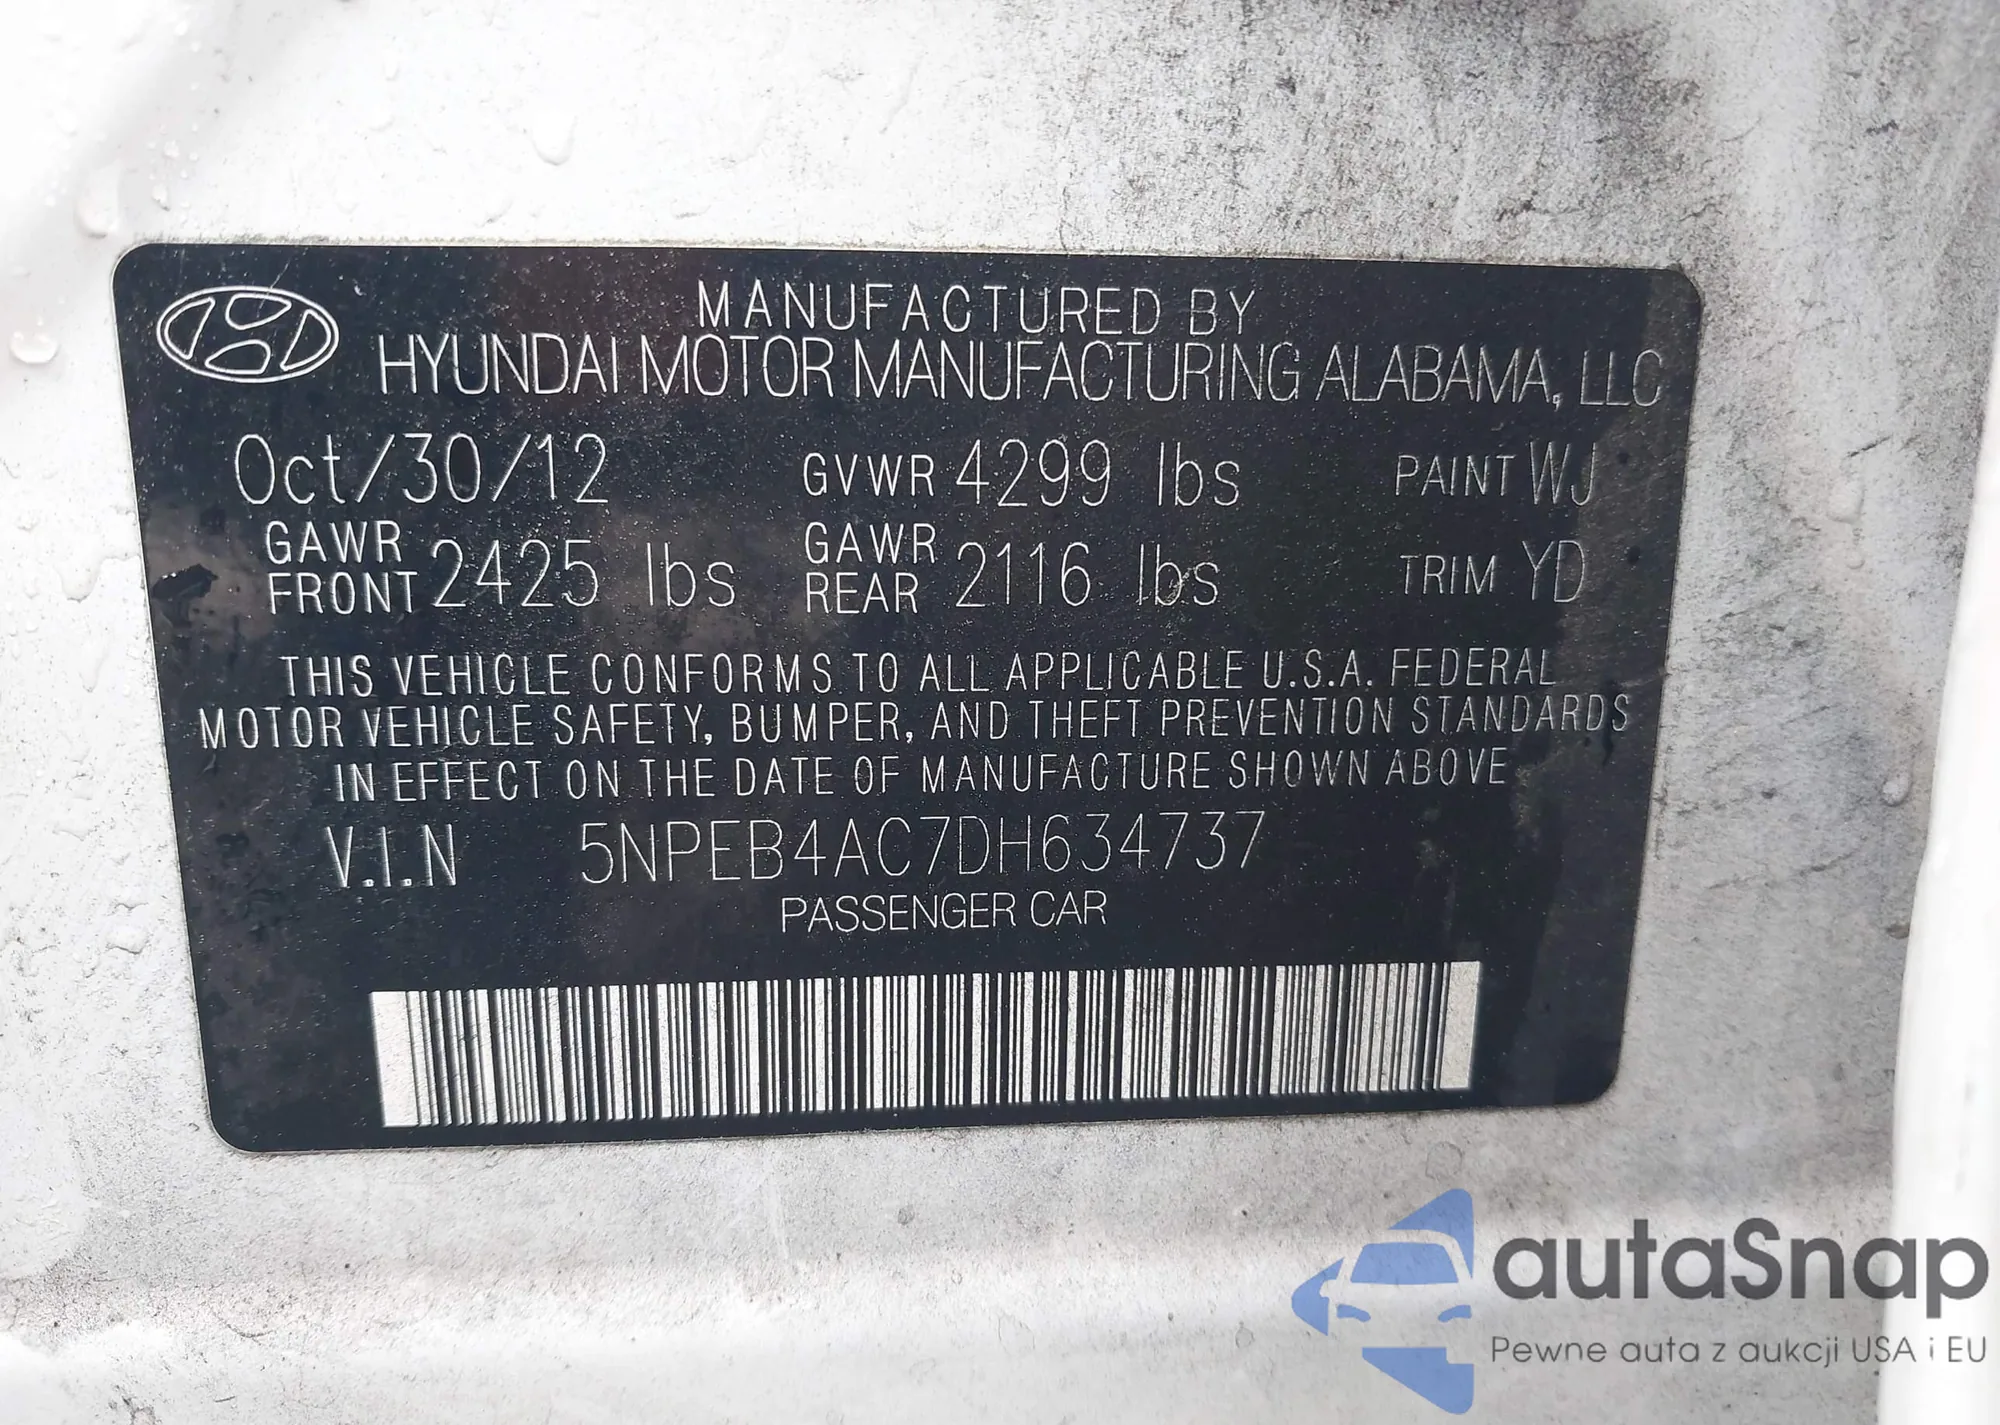 MANUFACTURED BY
HYUNDAI MOTOR MANUFACTURING ALABAMA, LLC
Oct/30/12 GVWR 4299 lbs PAINT WJ
GAWR FRONT 2425 lbs GAWR REAR 2116 lbs TRIM YD
THIS VEHICLE CONFORMS TO ALL APPLICABLE U.S.A. FEDERAL
MOTOR VEHICLE SAFETY, BUMPER, AND THEFT PREVENTION STANDARDS
IN EFFECT ON THE DATE OF MANUFACTURE SHOWN ABOVE
V.I.N 5NPEB4AC7DH634737
PASSENGER CAR
autaSnap
Pewne auta z aukcji USA i EU